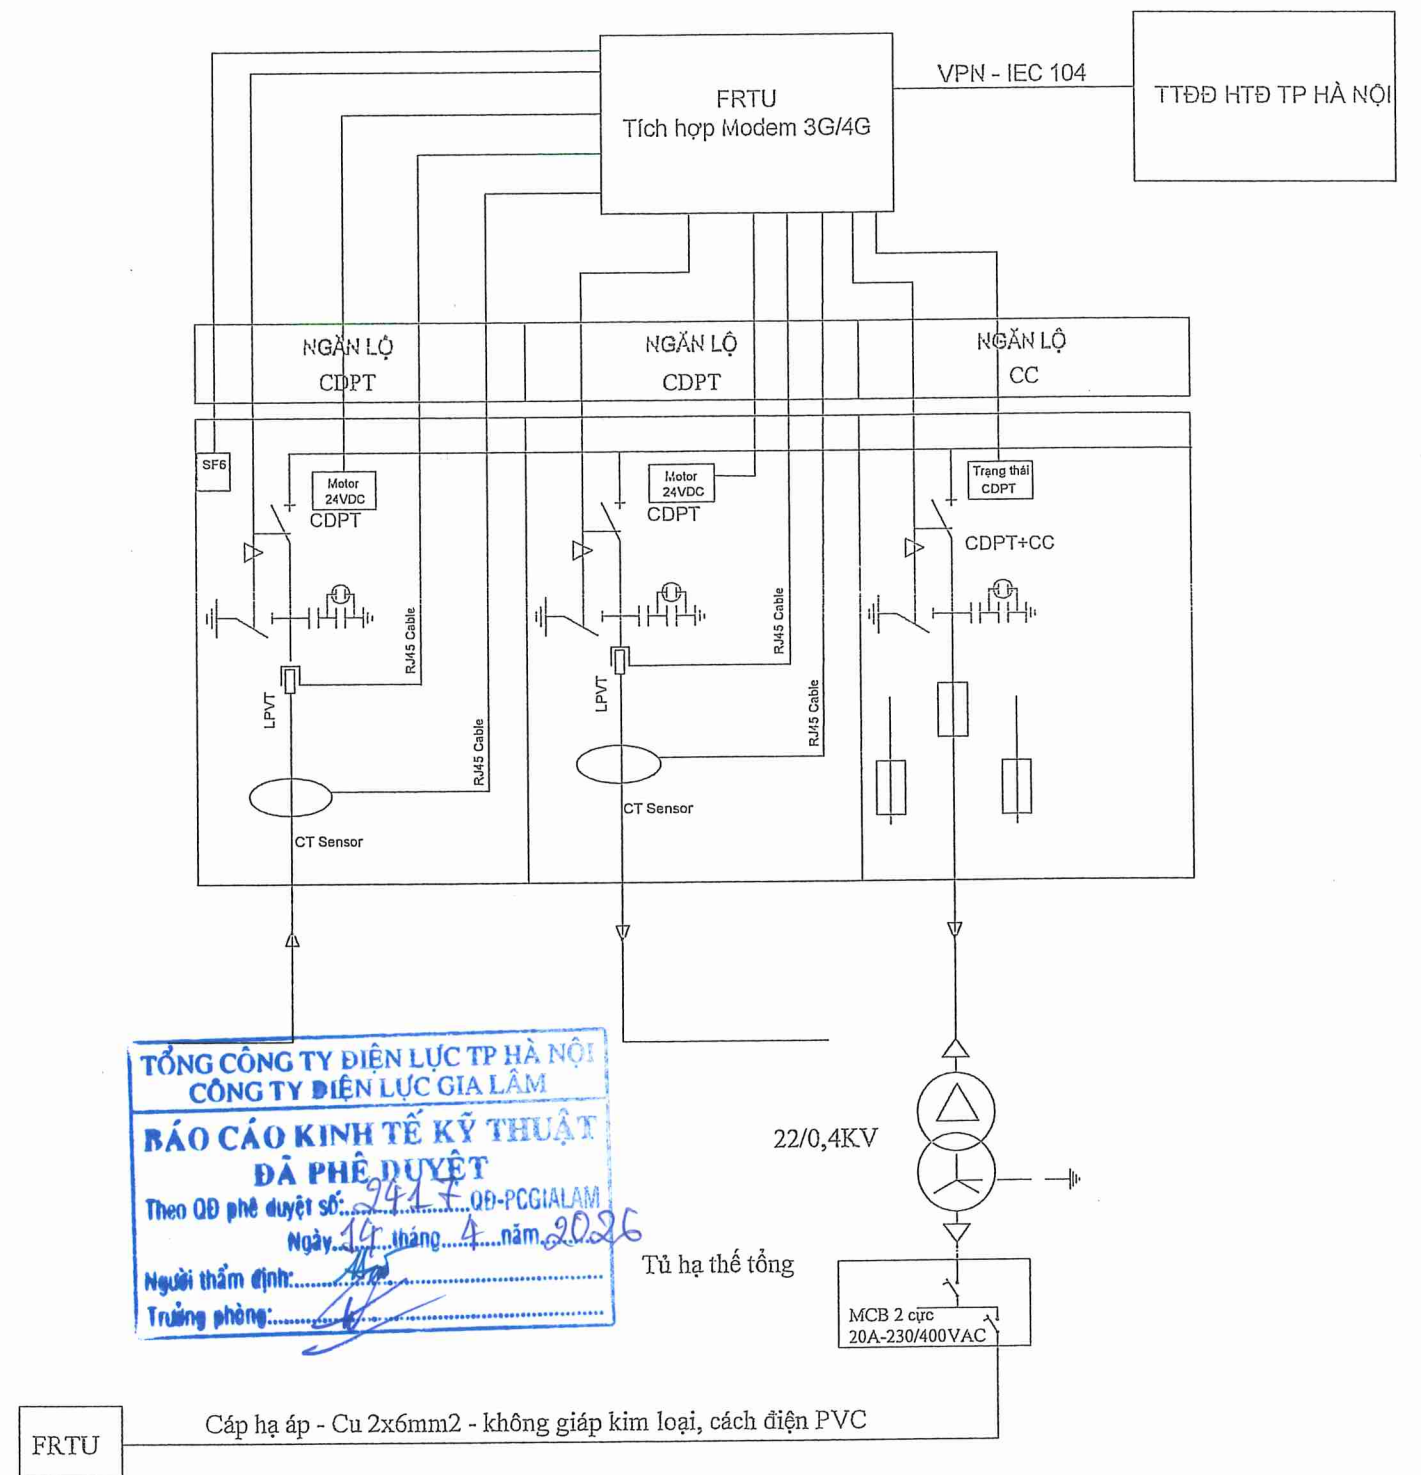 FRTU
Tích hợp Modem 3G/4G
VPN - IEC 104
TTĐĐ HTĐ TP HÀ NỘI
NGĂN LỘ
CDPT
NGĂN LỘ
CDPT
NGĂN LỘ
CC
SF6
Motor
24VDC
CDPT
Motor
24VDC
CDPT
Trạng thái
CDPT
CDPT+CC
RJ45 Cable
RJ45 Cable
LPVT
CT Sensor
RJ45 Cable
RJ45 Cable
LPVT
CT Sensor
TỔNG CÔNG TY ĐIỆN LỰC TP HÀ NỘI
CÔNG TY ĐIỆN LỰC GIA LÂM
BÁO CÁO KINH TẾ KỸ THUẬT
ĐÃ PHÊ DUYỆT
Theo QĐ phê duyệt số: 2417 QĐ-PCGIALAM
Ngày 14 tháng 4 năm 2026
Người thẩm định:
Trưởng phòng:
22/0,4KV
Tủ hạ thế tổng
MCB 2 cực
20A-230/400VAC
Cáp hạ áp - Cu 2x6mm2 - không giáp kim loại, cách điện PVC
FRTU